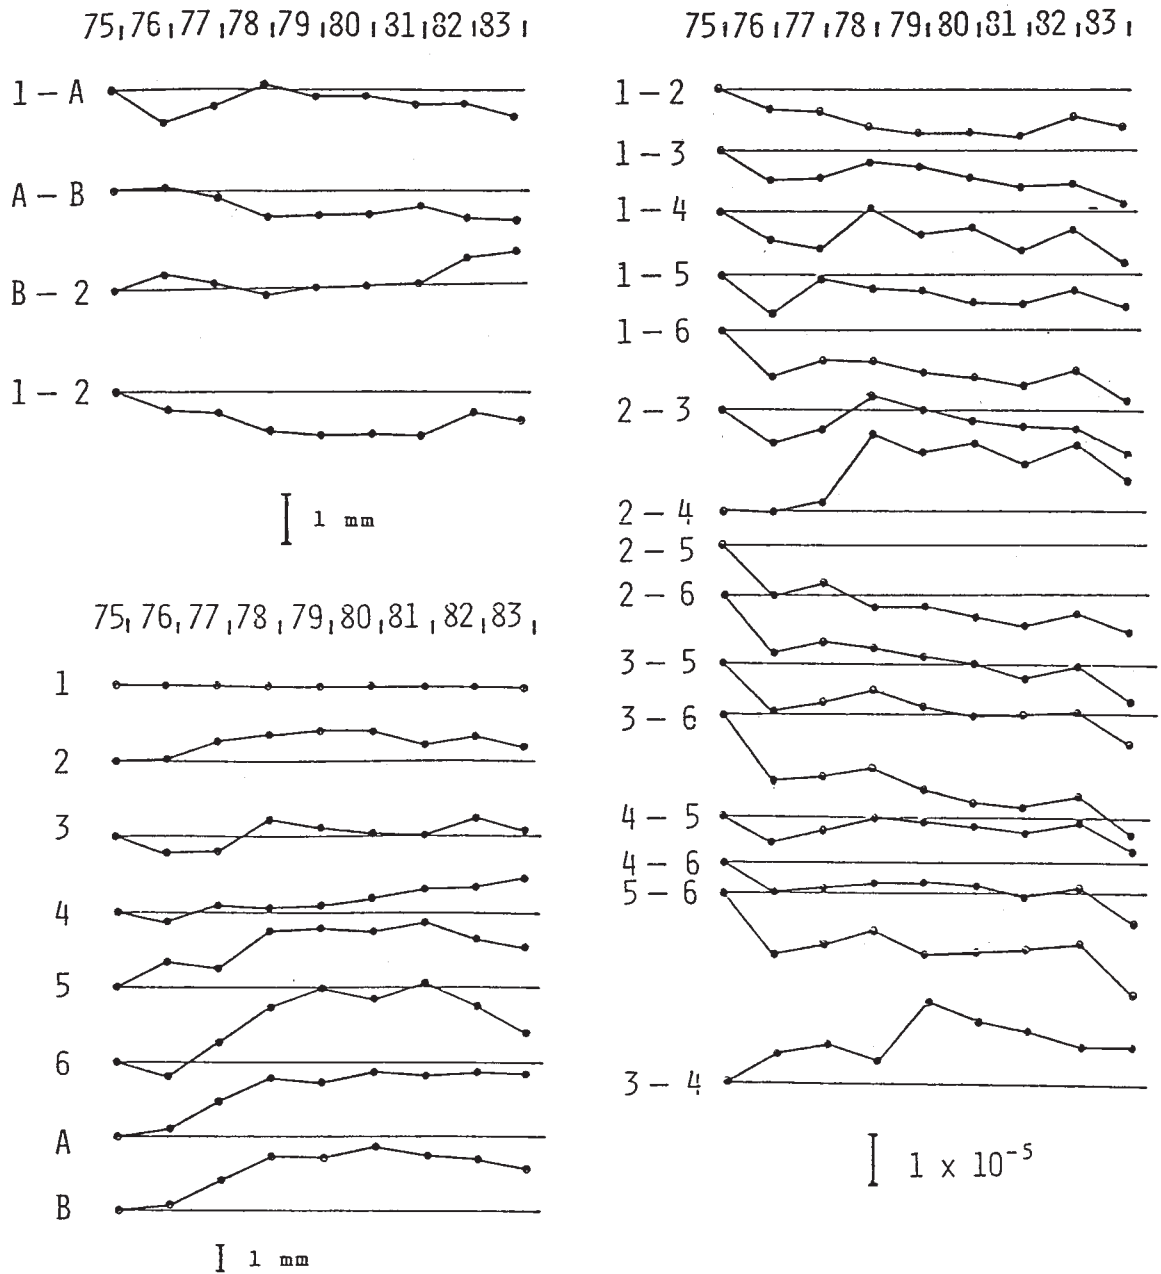 75 76 77 78 79 80 81 82 83
1 – A
A – B
B – 2
1 – 2
1 mm
75 76 77 78 79 80 81 82 83
1
2
3
4
5
6
A
B
1 mm
75 76 77 78 79 80 81 82 83
1 – 2
1 – 3
1 – 4
1 – 5
1 – 6
2 – 3
2 – 4
2 – 5
2 – 6
3 – 5
3 – 6
4 – 5
4 – 6
5 – 6
3 – 4
1 x 10⁻⁵